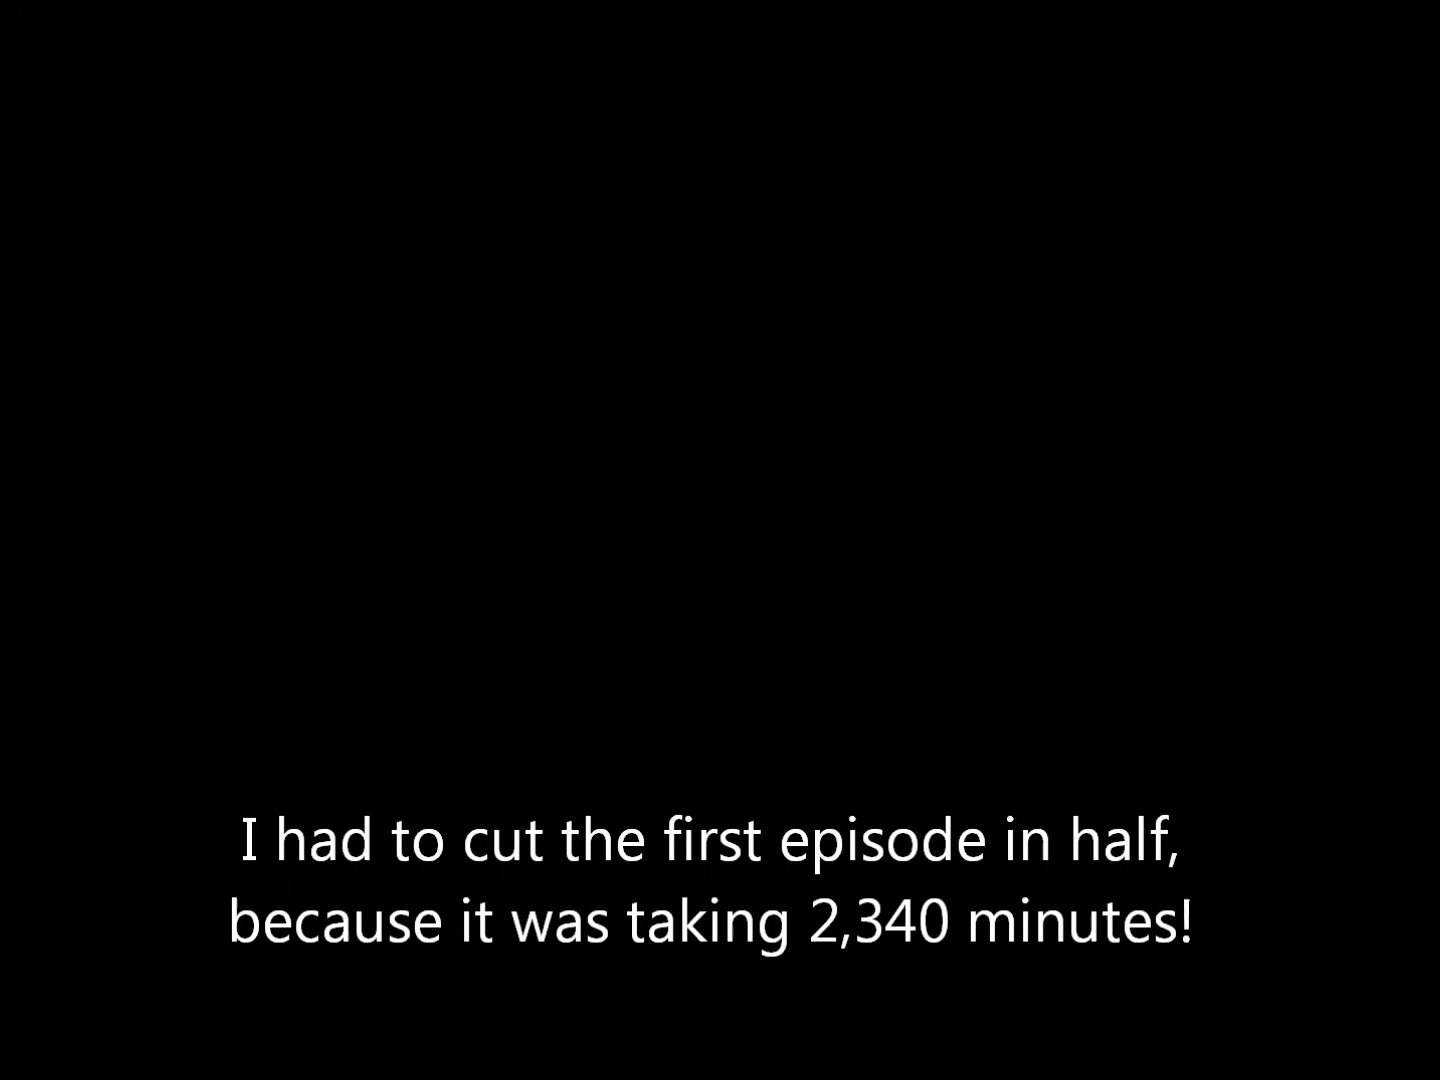 I had to cut the first episode in half,
because it was taking 2,340 minutes!